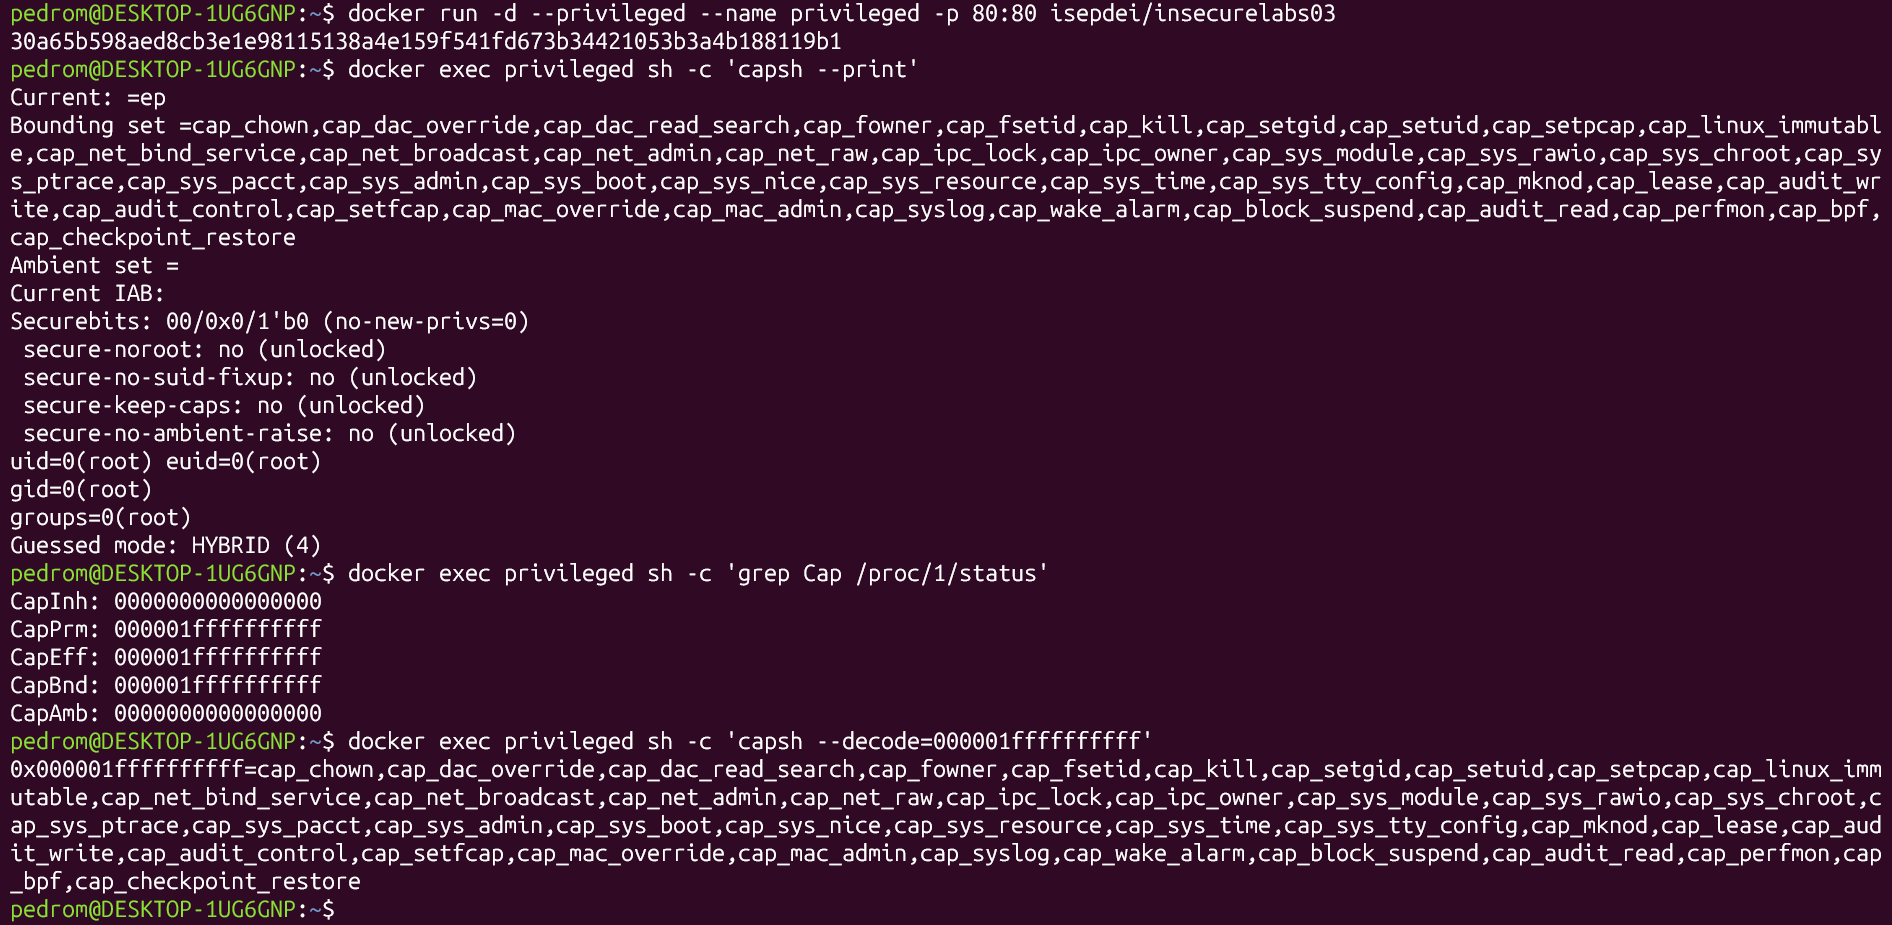 pedrom@DESKTOP-1UG6GNP:~$ docker run -d --privileged --name privileged -p 80:80 isepdei/insecurelabs03
30a65b598aed8cb3e1e98115138a4e159f541fd673b34421053b3a4b188119b1
pedrom@DESKTOP-1UG6GNP:~$ docker exec privileged sh -c 'capsh --print'
Current: =ep
Bounding set =cap_chown,cap_dac_override,cap_dac_read_search,cap_fowner,cap_fsetid,cap_kill,cap_setgid,cap_setuid,cap_setpcap,cap_linux_immutabl
e,cap_net_bind_service,cap_net_broadcast,cap_net_admin,cap_net_raw,cap_ipc_lock,cap_ipc_owner,cap_sys_module,cap_sys_rawio,cap_sys_chroot,cap_sy
s_ptrace,cap_sys_pacct,cap_sys_admin,cap_sys_boot,cap_sys_nice,cap_sys_resource,cap_sys_time,cap_sys_tty_config,cap_mknod,cap_lease,cap_audit_wr
ite,cap_audit_control,cap_setfcap,cap_mac_override,cap_mac_admin,cap_syslog,cap_wake_alarm,cap_block_suspend,cap_audit_read,cap_perfmon,cap_bpf,
cap_checkpoint_restore
Ambient set =
Current IAB:
Securebits: 00/0x0/1'b0 (no-new-privs=0)
 secure-noroot: no (unlocked)
 secure-no-suid-fixup: no (unlocked)
 secure-keep-caps: no (unlocked)
 secure-no-ambient-raise: no (unlocked)
uid=0(root) euid=0(root)
gid=0(root)
groups=0(root)
Guessed mode: HYBRID (4)
pedrom@DESKTOP-1UG6GNP:~$ docker exec privileged sh -c 'grep Cap /proc/1/status'
CapInh: 0000000000000000
CapPrm: 000001ffffffffff
CapEff: 000001ffffffffff
CapBnd: 000001ffffffffff
CapAmb: 0000000000000000
pedrom@DESKTOP-1UG6GNP:~$ docker exec privileged sh -c 'capsh --decode=000001ffffffffff'
0x000001ffffffffff=cap_chown,cap_dac_override,cap_dac_read_search,cap_fowner,cap_fsetid,cap_kill,cap_setgid,cap_setuid,cap_setpcap,cap_linux_imm
utable,cap_net_bind_service,cap_net_broadcast,cap_net_admin,cap_net_raw,cap_ipc_lock,cap_ipc_owner,cap_sys_module,cap_sys_rawio,cap_sys_chroot,c
ap_sys_ptrace,cap_sys_pacct,cap_sys_admin,cap_sys_boot,cap_sys_nice,cap_sys_resource,cap_sys_time,cap_sys_tty_config,cap_mknod,cap_lease,cap_aud
it_write,cap_audit_control,cap_setfcap,cap_mac_override,cap_mac_admin,cap_syslog,cap_wake_alarm,cap_block_suspend,cap_audit_read,cap_perfmon,cap
_bpf,cap_checkpoint_restore
pedrom@DESKTOP-1UG6GNP:~$